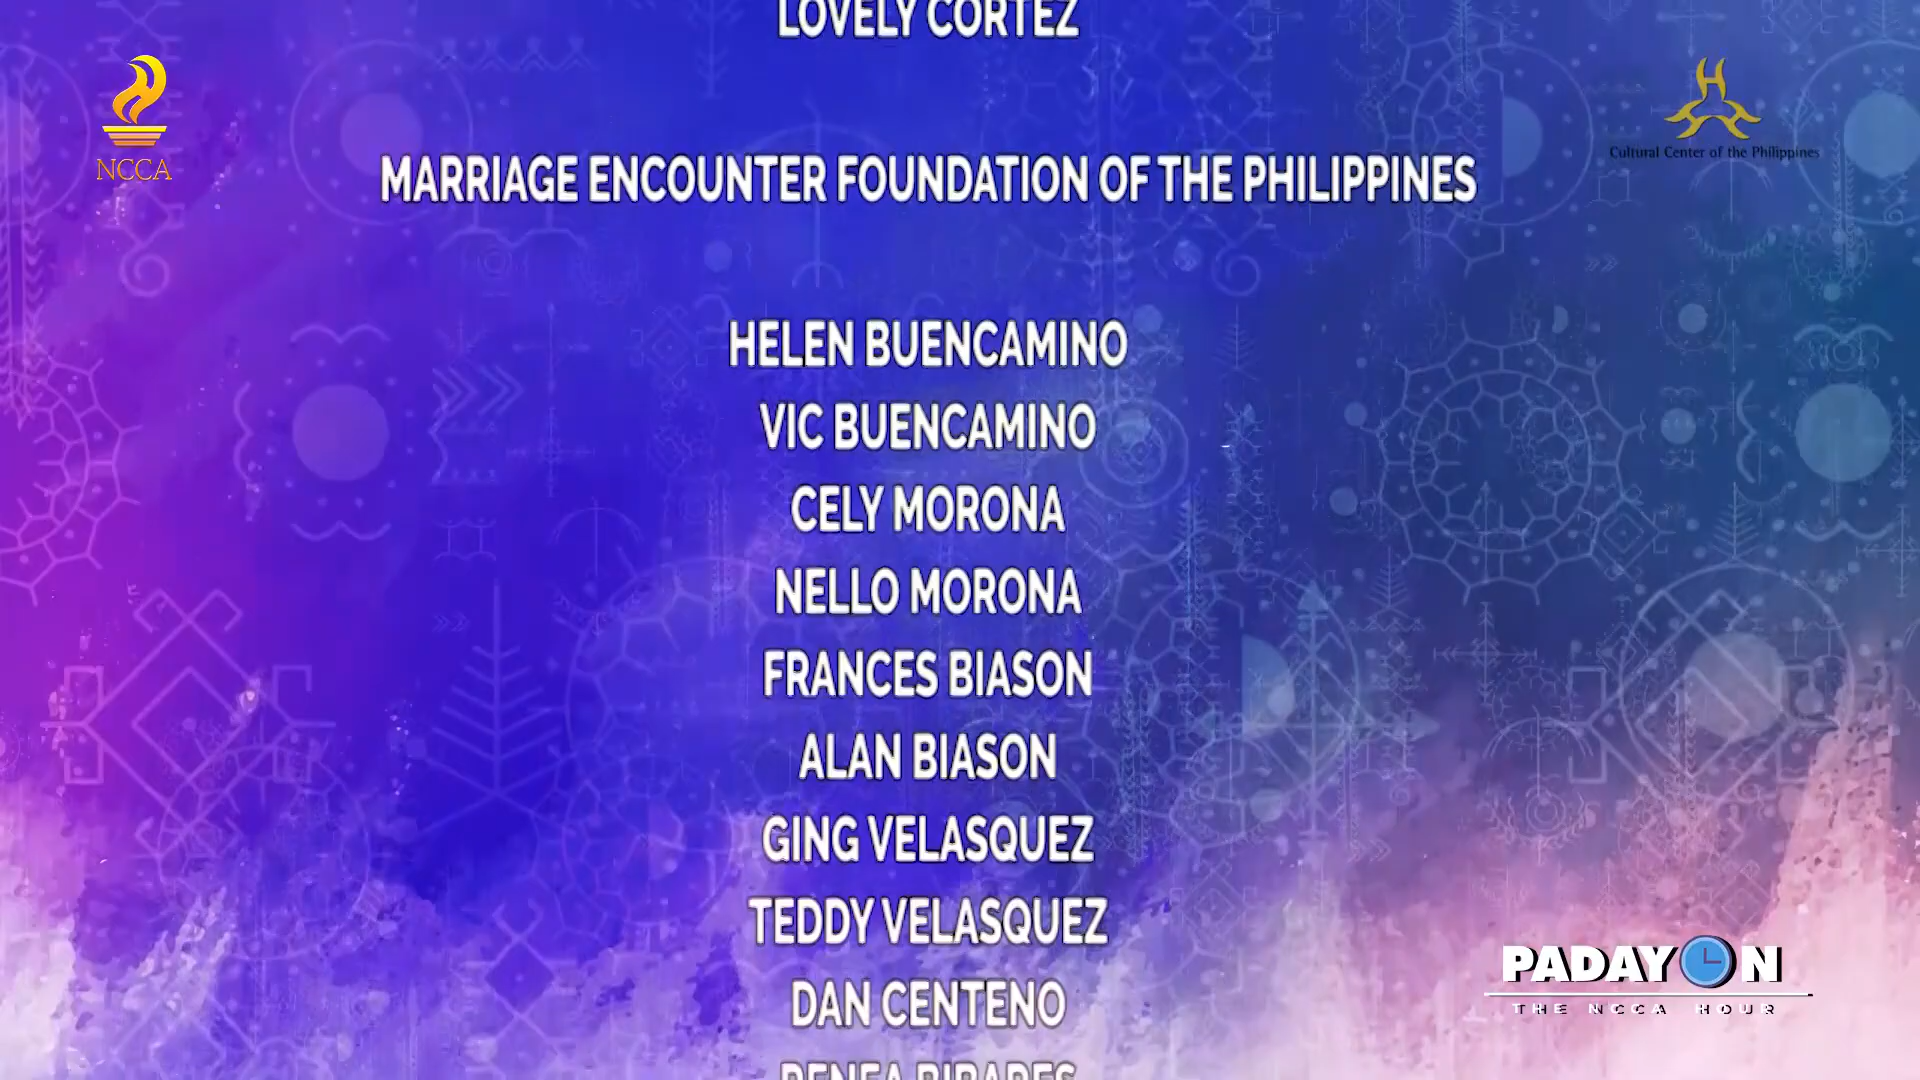 LOVELY CORTEZ
NCCA
Cultural Center of the Philippines
MARRIAGE ENCOUNTER FOUNDATION OF THE PHILIPPINES
HELEN BUENCAMINO
VIC BUENCAMINO
CELY MORONA
NELLO MORONA
FRANCES BIASON
ALAN BIASON
GING VELASQUEZ
TEDDY VELASQUEZ
DAN CENTENO
PADAYON
THE NCCA HOUR